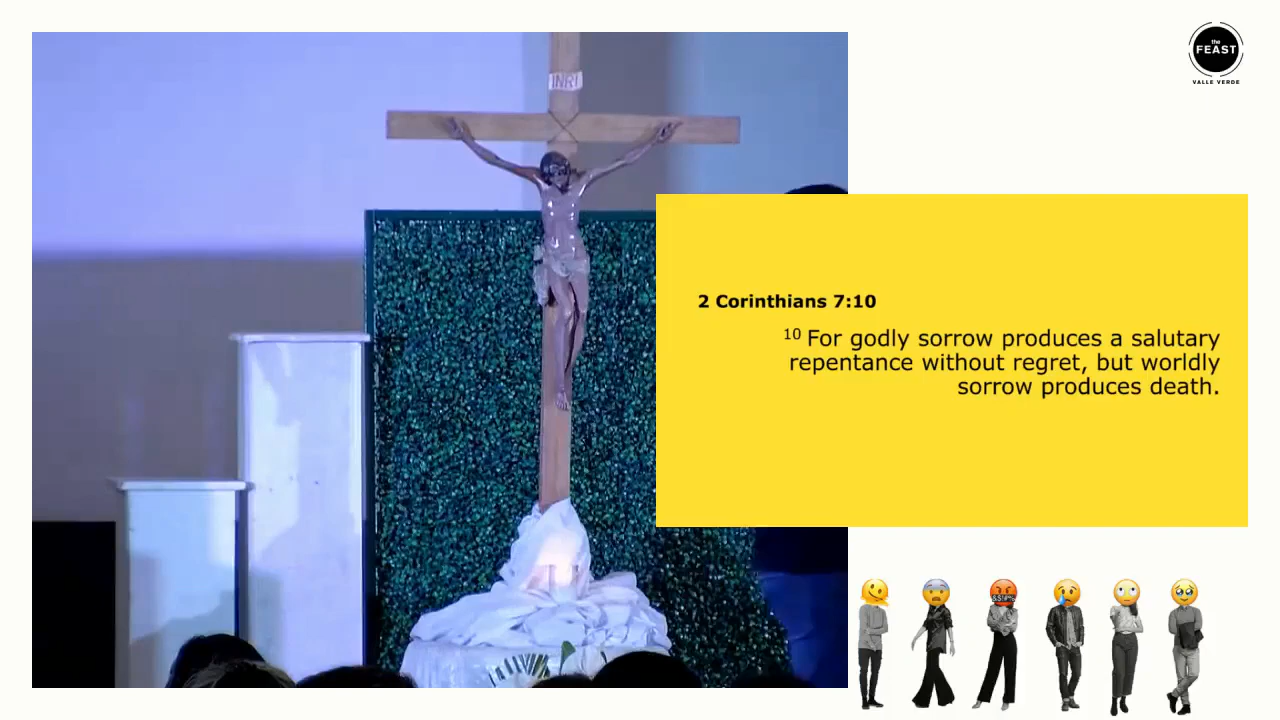 INRI
the
FEAST
VALLE VERDE
2 Corinthians 7:10
10 For godly sorrow produces a salutary
repentance without regret, but worldly
sorrow produces death.
&$!#%